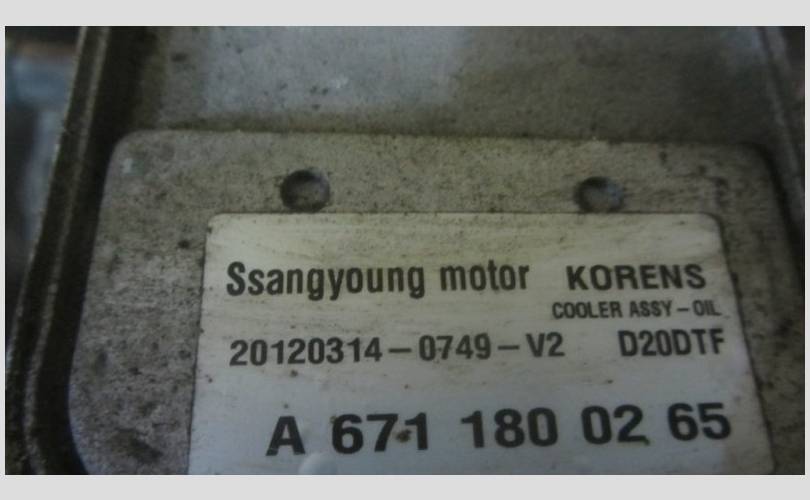 Ssangyoung motor KORENS
COOLER ASSY-OIL
20120314-0749-V2 D20DTF
A 671 180 02 65